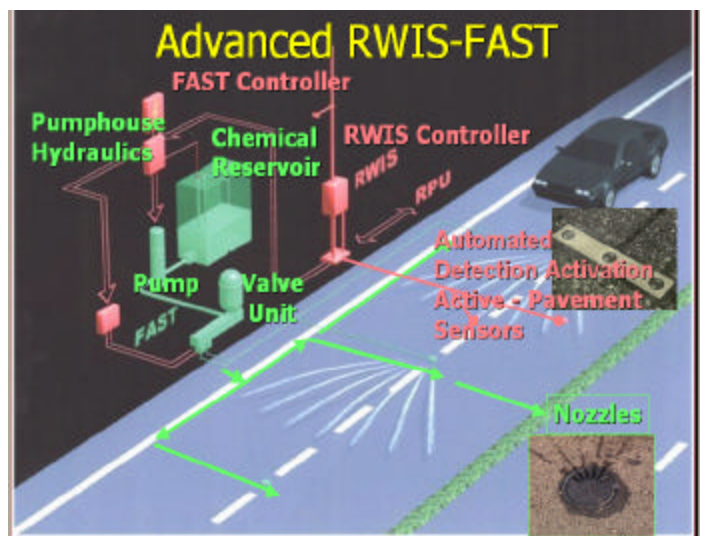 Advanced RWIS-FAST
FAST Controller
Pumphouse
Hydraulics
Chemical
Reservoir
RWIS Controller
RWIS
RPU
Automated
Detection Activation
Active - Pavement
Sensors
Pump
Valve
Unit
FAST
Nozzles